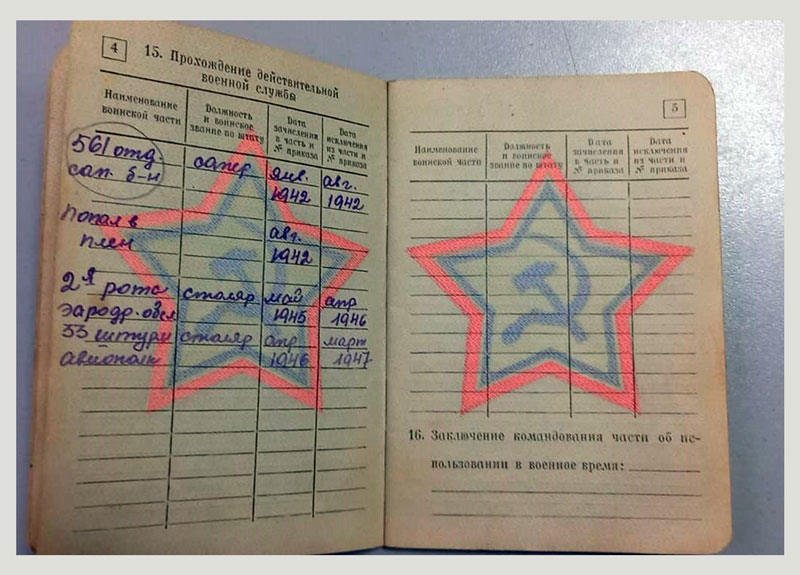 4
15. Прохождение действительной
военной службы
Наименование
воинской части
Должность
и воинское
звание по штату
Дата
зачисления
в часть и
№ приказа
Дата
исключения
из части и
№ приказа
561 отд.
сап. б-н
сапер
янв.
1942
авг.
1942
Попал в
плен
авг.
1942
2я рота
аэродр. обсл
столяр
май
1945
апр
1946
33 штурм
авиополк
столяр
апр
1946
март
1947
5
Наименование
воинской части
Должность
и воинское
звание по штату
Дата
зачисления
в часть и
№ приказа
Дата
исключения
из части и
№ приказа
16. Заключение командования части об ис-
пользовании в военное время: